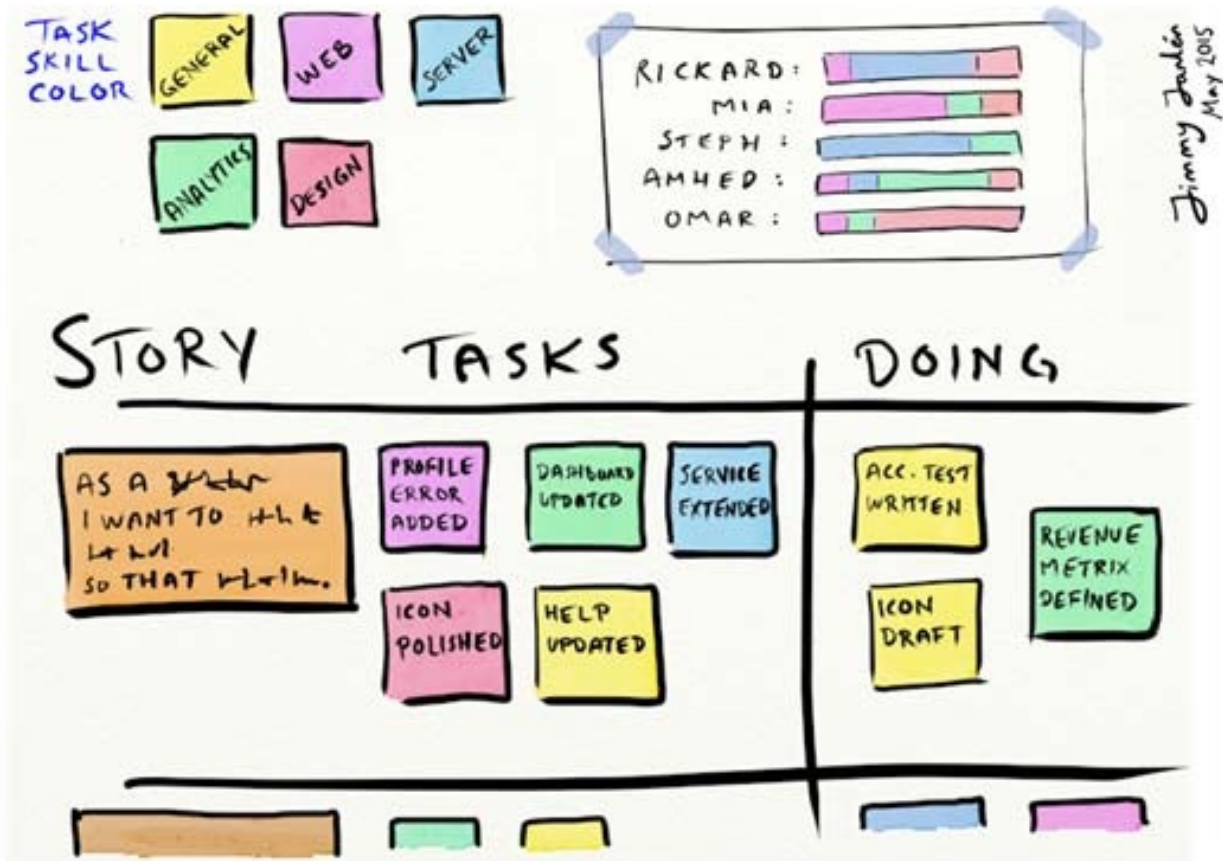 TASK
SKILL
COLOR
GENERAL
WEB
SERVER
ANALYTICS
DESIGN
RICKARD:
MIA:
STEPH:
AMHED:
OMAR:
Jimmy
May 2015
STORY
TASKS
DOING
AS A
I WANT TO
SO THAT
PROFILE
ERROR
ADDED
DASHBOARD
UPDATED
SERVICE
EXTENDED
ICON
POLISHED
HELP
UPDATED
ACC. TEST
WRITTEN
ICON
DRAFT
REVENUE
METRIX
DEFINED